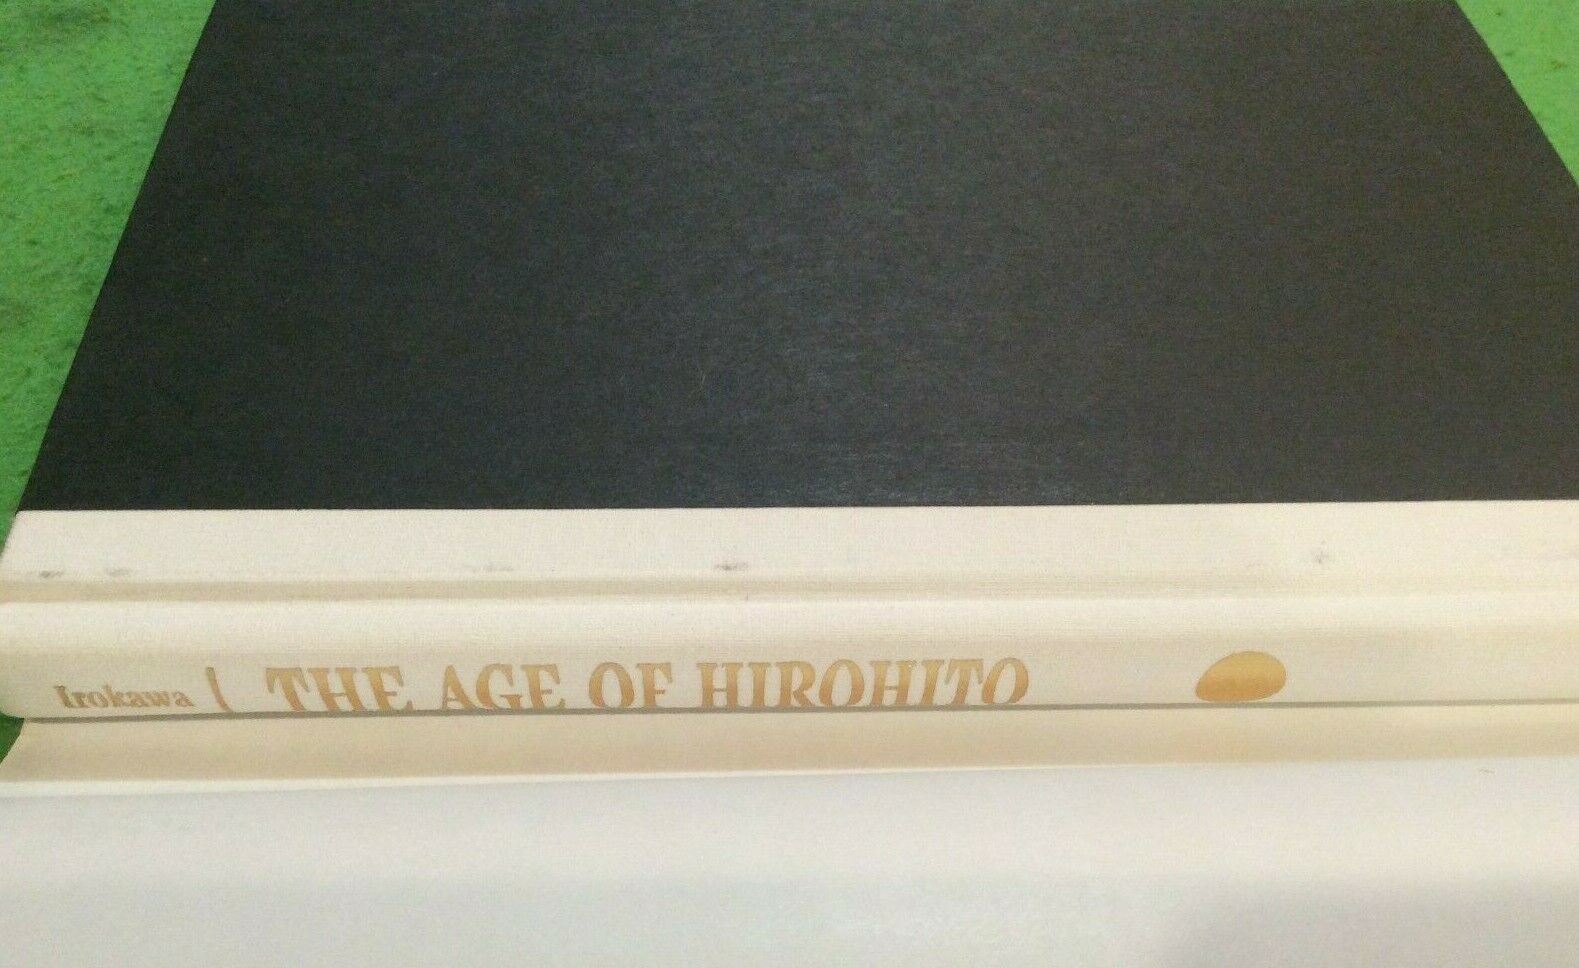 Irokawa | THE AGE OF HIROHITO